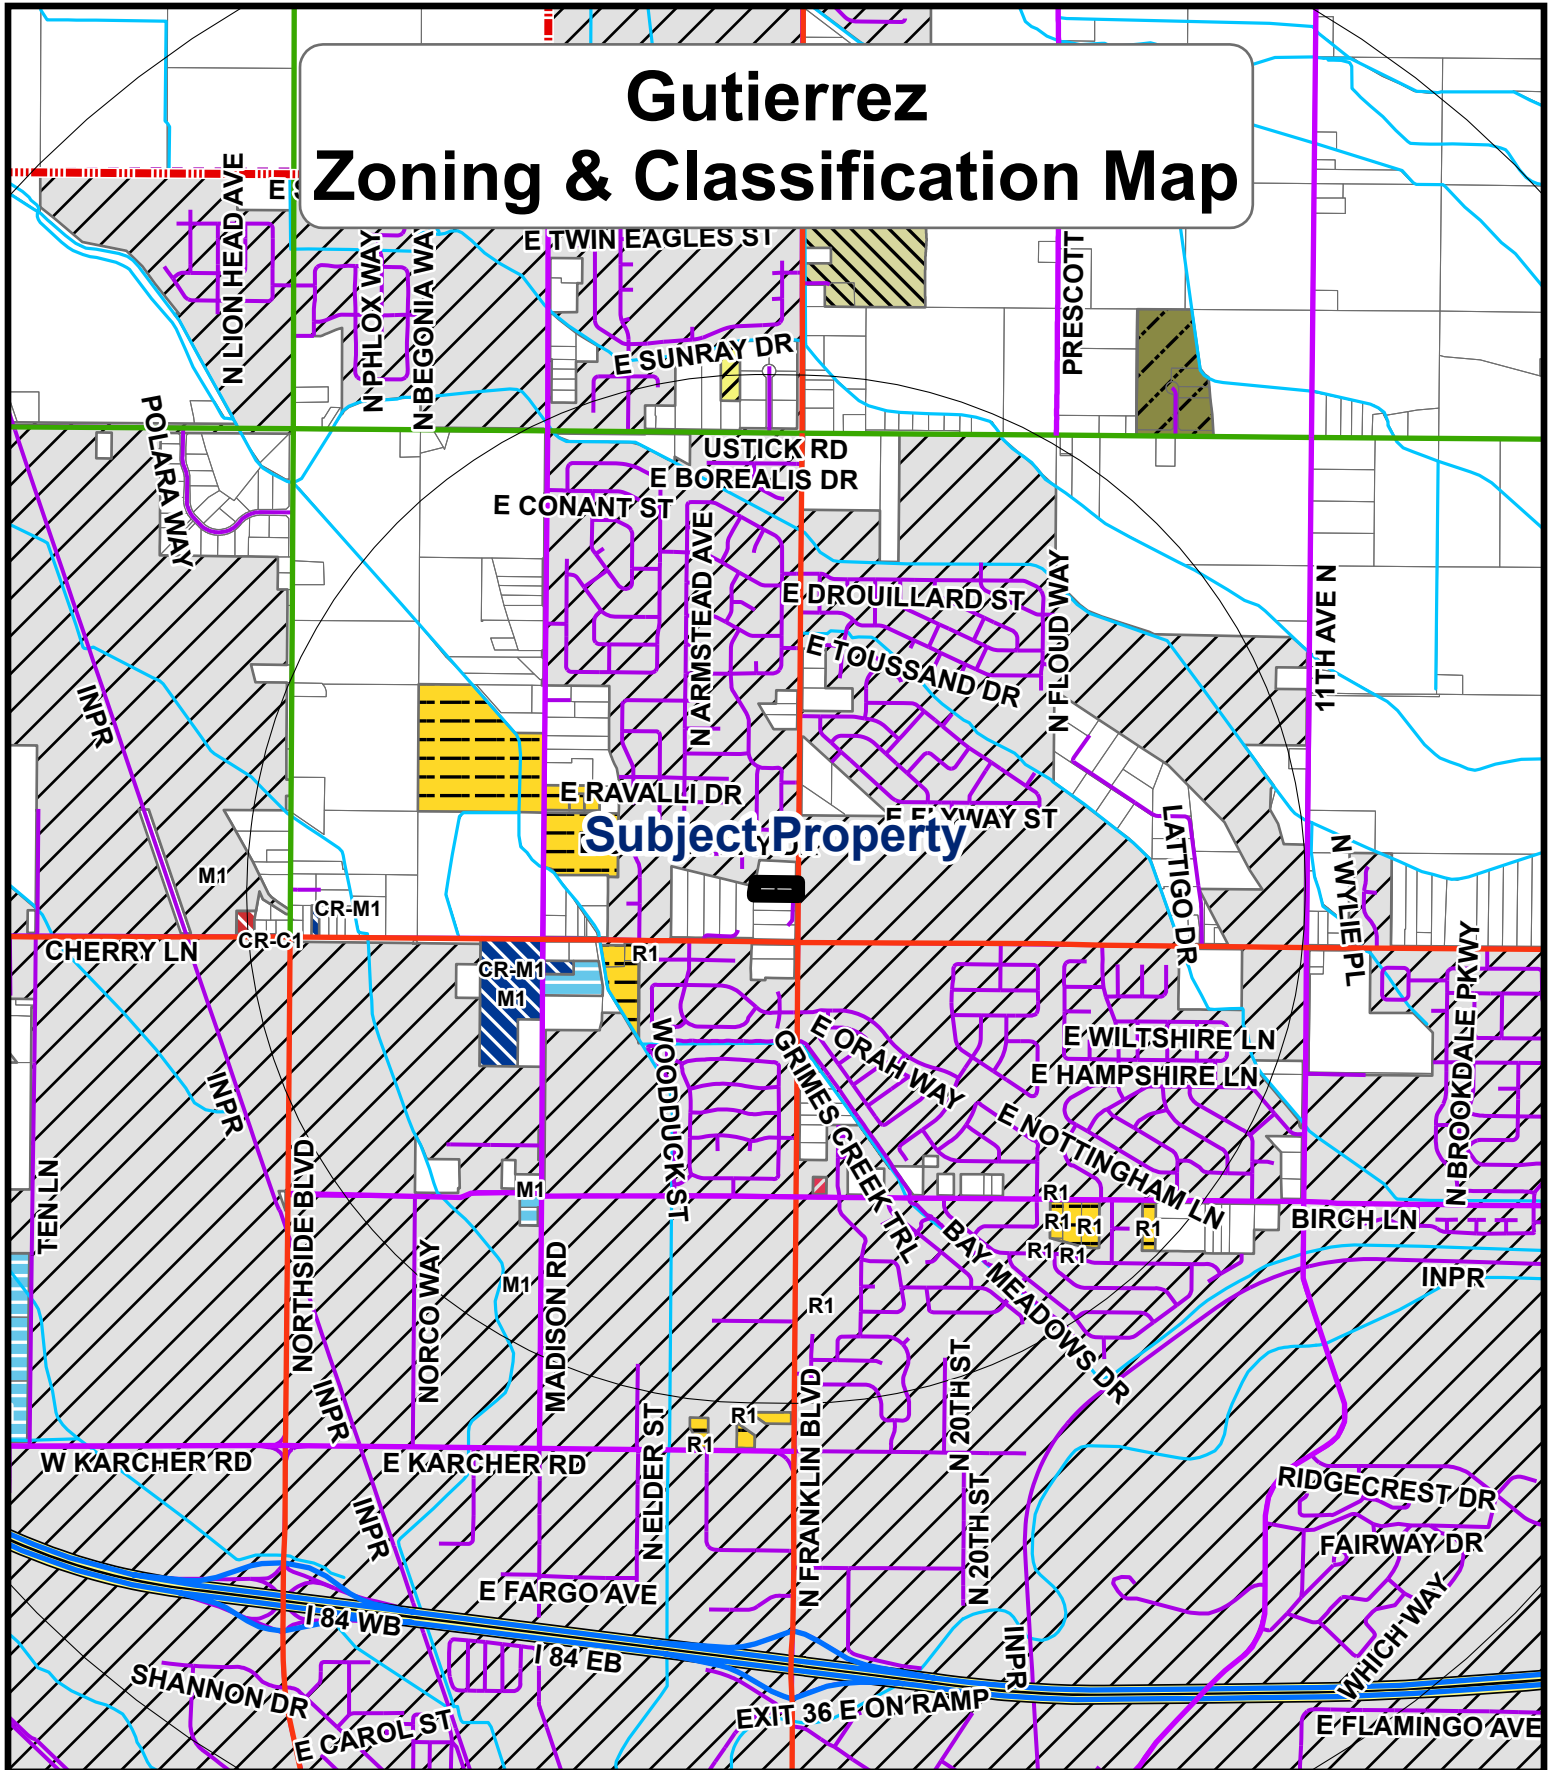 Gutierrez
Zoning & Classification Map
N LION HEAD AVE
E S
N PHLOX WAY
N BEGONIA WA
E TWIN EAGLES ST
PRESCOTT
E SUNRAY DR
POLARA WAY
USTICK RD
E BOREALIS DR
E CONANT ST
N ARMSTEAD AVE
E DROUILLARD ST
N FLOUD WAY
11TH AVE N
E TOUSSAND DR
INPR
E RAVALLI DR
E FLYWAY ST
Subject Property
LATTIGO DR
N WYLIE PL
M1
CR-M1
CR-C1
CHERRY LN
R1
CR-M1
M1
WOODDUCK ST
GRIMES CREEK TRL
E ORAH WAY
E WILTSHIRE LN
E HAMPSHIRE LN
N BROOKDALE PKWY
INPR
E NOTTINGHAM LN
TEN LN
NORTHSIDE BLVD
M1
R1
R1
R1
R1
R1
R1
BIRCH LN
BAY MEADOWS DR
NORCO WAY
MADISON RD
M1
R1
INPR
INPR
N FRANKLIN BLVD
N 20TH ST
R1
R1
N ELDER ST
W KARCHER RD
E KARCHER RD
INPR
N 20TH ST
RIDGECREST DR
FAIRWAY DR
E FARGO AVE
WHICH WAY
I 84 WB
I 84 EB
INPR
SHANNON DR
E CAROL ST
EXIT 36 E ON RAMP
E FLAMINGO AVE